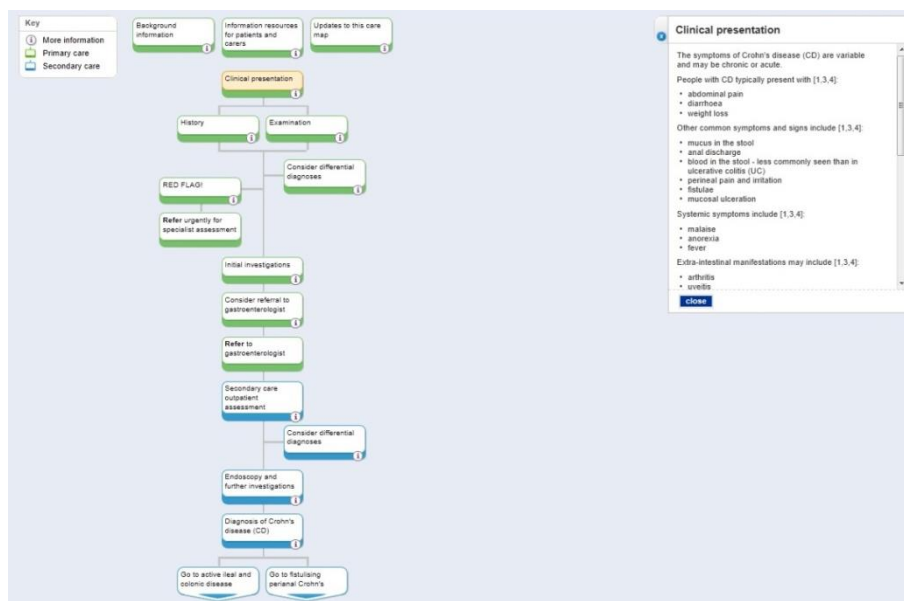 Key
More information
Primary care
Secondary care
Background
information
Information resources
for patients and
carers
Updates to this care
map
Clinical presentation
History
Examination
Consider differential
diagnoses
RED FLAG!
Refer urgently for
specialist assessment
Initial investigations
Consider referral to
gastroenterologist
Refer to
gastroenterologist
Secondary care
outpatient
assessment
Consider differential
diagnoses
Endoscopy and
further investigations
Diagnosis of Crohn's
disease (CD)
Go to active ileal and
colonic disease
Go to fistulising
perianal Crohn's
Clinical presentation
The symptoms of Crohn's disease (CD) are variable
and may be chronic or acute.
People with CD typically present with [1,3,4]:
• abdominal pain
• diarrhoea
• weight loss
Other common symptoms and signs include [1,3,4]:
• mucus in the stool
• anal discharge
• blood in the stool - less commonly seen than in
ulcerative colitis (UC)
• perineal pain and irritation
• fistulae
• mucosal ulceration
Systemic symptoms include [1,3,4]:
• malaise
• anorexia
• fever
Extra-intestinal manifestations may include [1,3,4]:
• arthritis
• uveitis
close